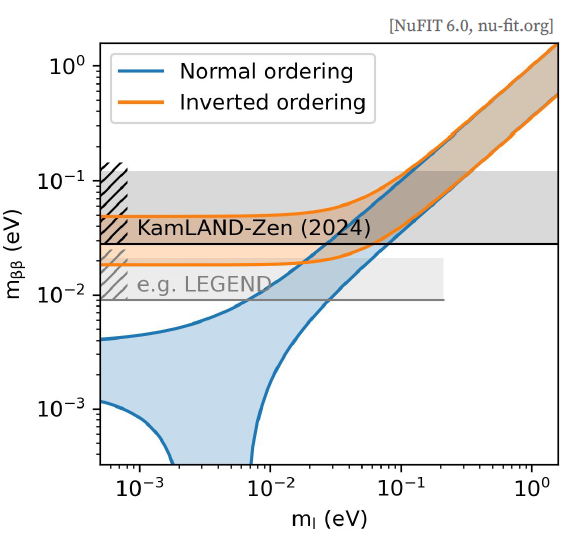 [NuFIT 6.0, nu-fit.org]
Normal ordering
Inverted ordering
10⁰
10⁻¹
10⁻²
10⁻³
m_ββ (eV)
KamLAND-Zen (2024)
e.g. LEGEND
10⁻³
10⁻²
10⁻¹
10⁰
m_l (eV)